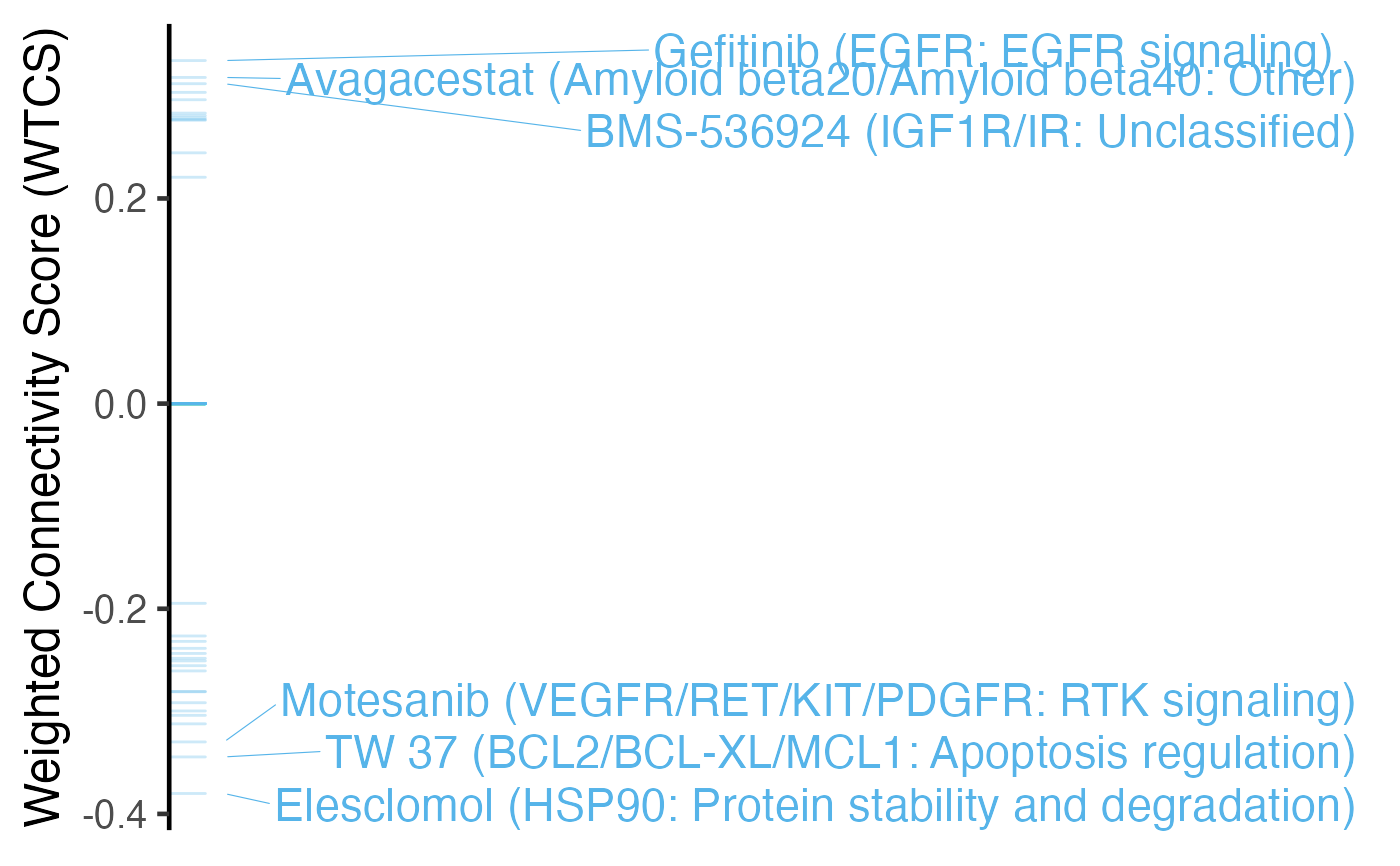 Weighted Connectivity Score (WTCS)
Gefitinib (EGFR: EGFR signaling)
Avagacestat (Amyloid beta20/Amyloid beta40: Other)
BMS-536924 (IGF1R/IR: Unclassified)
0.2
0.0
-0.2
Motesanib (VEGFR/RET/KIT/PDGFR: RTK signaling)
TW 37 (BCL2/BCL-XL/MCL1: Apoptosis regulation)
Elesclomol (HSP90: Protein stability and degradation)
-0.4